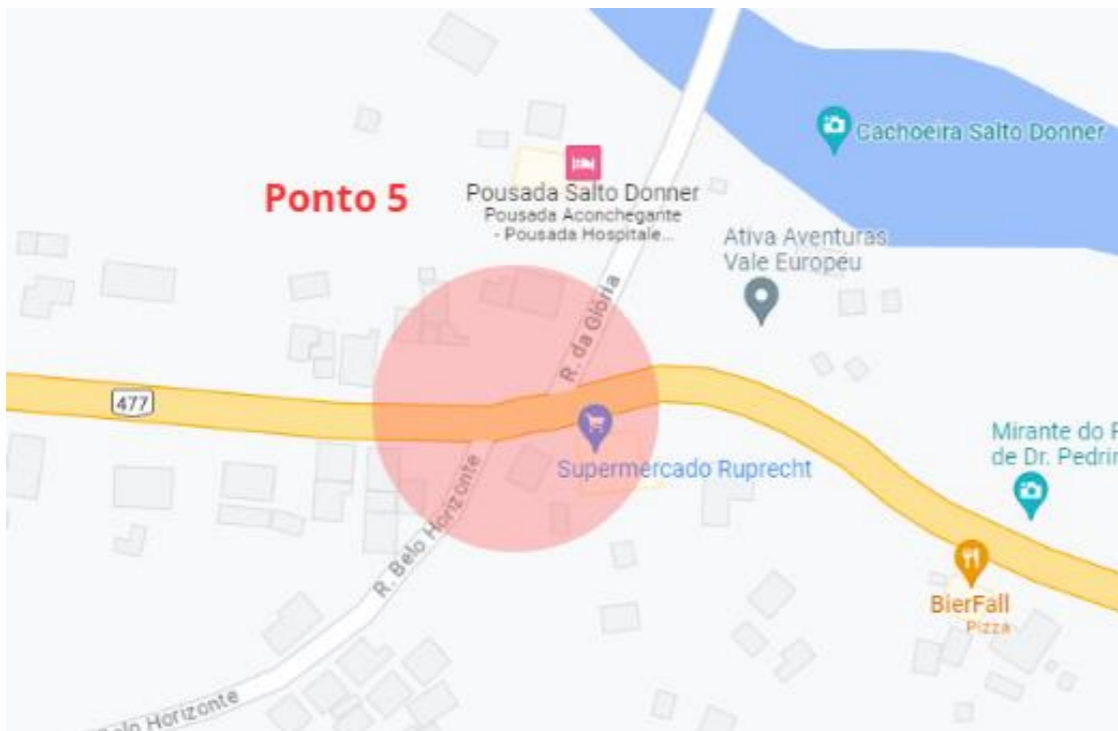 Cachoeira Salto Donner
Ponto 5
Pousada Salto Donner
Pousada Aconchegante
- Pousada Hospitale...
Ativa Aventuras
Vale Europeu
R. da Glória
477
Mirante do P
de Dr. Pedrin
Supermercado Ruprecht
R. Belo Horizonte
BierFall
Pizza
Belo Horizonte